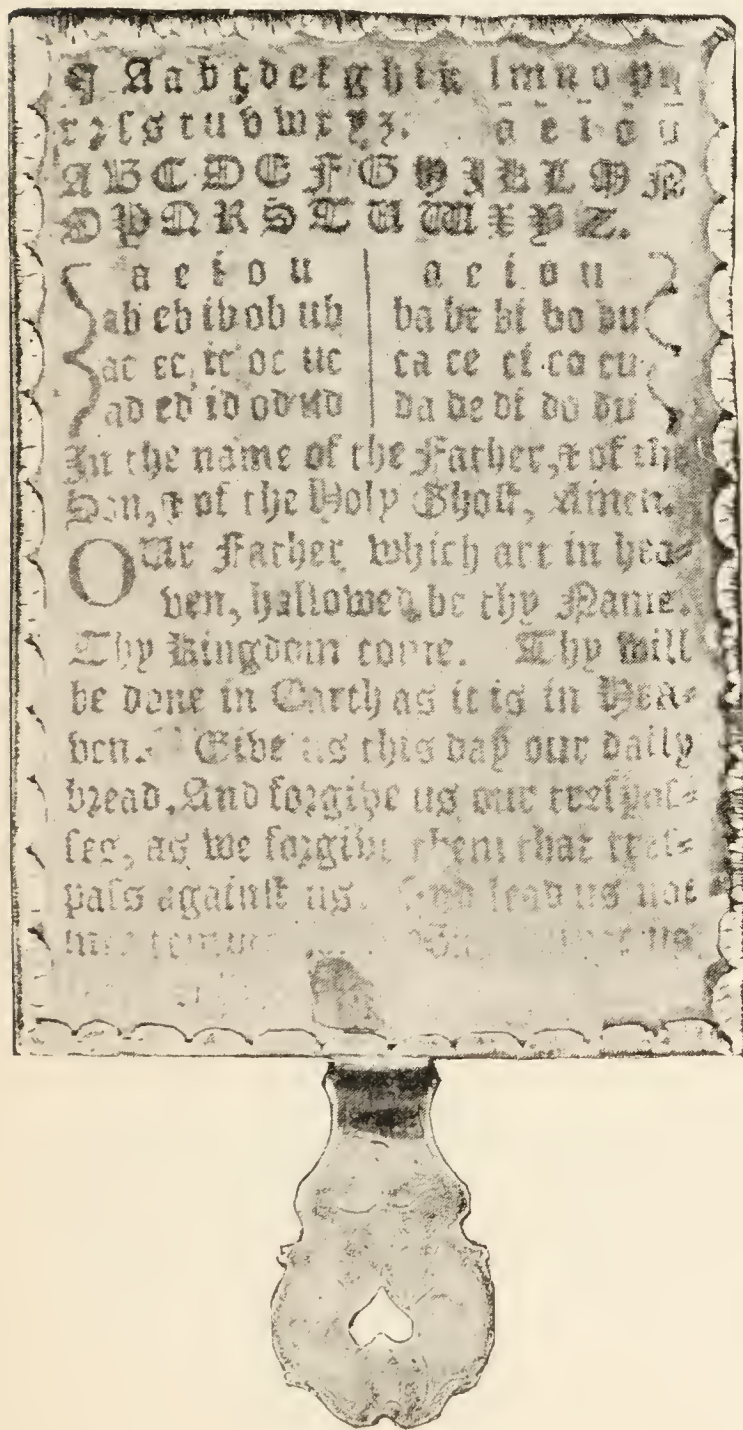 Aabcdefghik lmnopq
rꝛſstuvwxyz. ā ē ī ō ū
ABCDEFGHIKLMN
OPQRSTUWXYZ.
a e i o u | a e i o u
ab eb ib ob ub | ba be bi bo bu
ac ec ic oc uc | ca ce ci co cu
ad ed id od ud | da de di do du
In the name of the Father, & of the
Son, & of the Holy Ghoſt, Amen.
OUr Father which art in hea⸗
ven, hallowed be thy Name.
Thy Kingdom come. Thy will
be done in Earth as it is in Hea⸗
ven. Give us this day our daily
bꝛead, And foꝛgive us our treſpaſ⸗
ſes, as we foꝛgive them that treſ⸗
paſs againſt us. And lead us not
us